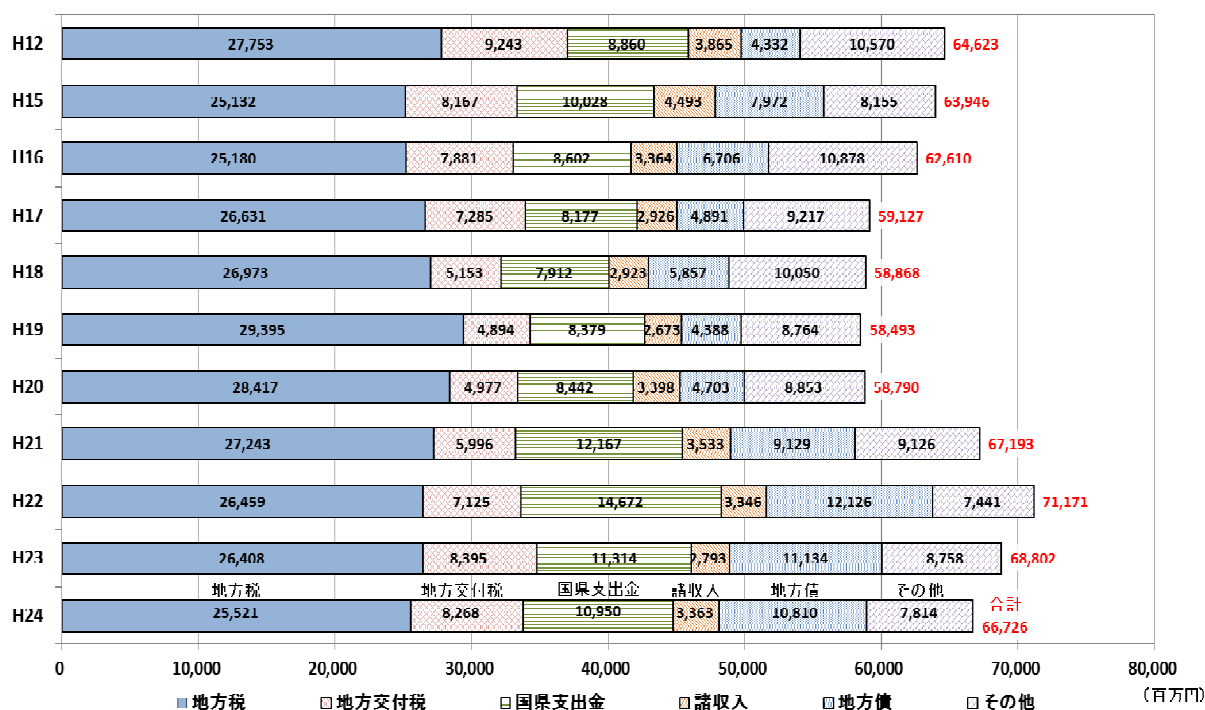 H12 27,753 9,243 8,860 3,865 4,332 10,570 64,623
H15 25,132 8,167 10,028 4,493 7,972 8,155 63,946
H16 25,180 7,881 8,602 3,364 6,706 10,878 62,610
H17 26,631 7,285 8,177 2,926 4,891 9,217 59,127
H18 26,973 5,153 7,912 2,923 5,857 10,050 58,868
H19 29,395 4,894 8,379 2,673 4,388 8,764 58,493
H20 28,417 4,977 8,442 3,398 4,703 8,853 58,790
H21 27,243 5,996 12,167 3,533 9,129 9,126 67,193
H22 26,459 7,125 14,672 3,346 12,126 7,441 71,171
H23 26,408 8,395 11,314 2,793 11,134 8,758 68,802
地方税 地方交付税 国県支出金 諸収入 地方債 その他 合計
H24 25,521 8,268 10,950 3,363 10,810 7,814 66,726
0 10,000 20,000 30,000 40,000 50,000 60,000 70,000 80,000
(百万円)
地方税 地方交付税 国県支出金 諸収入 地方債 その他